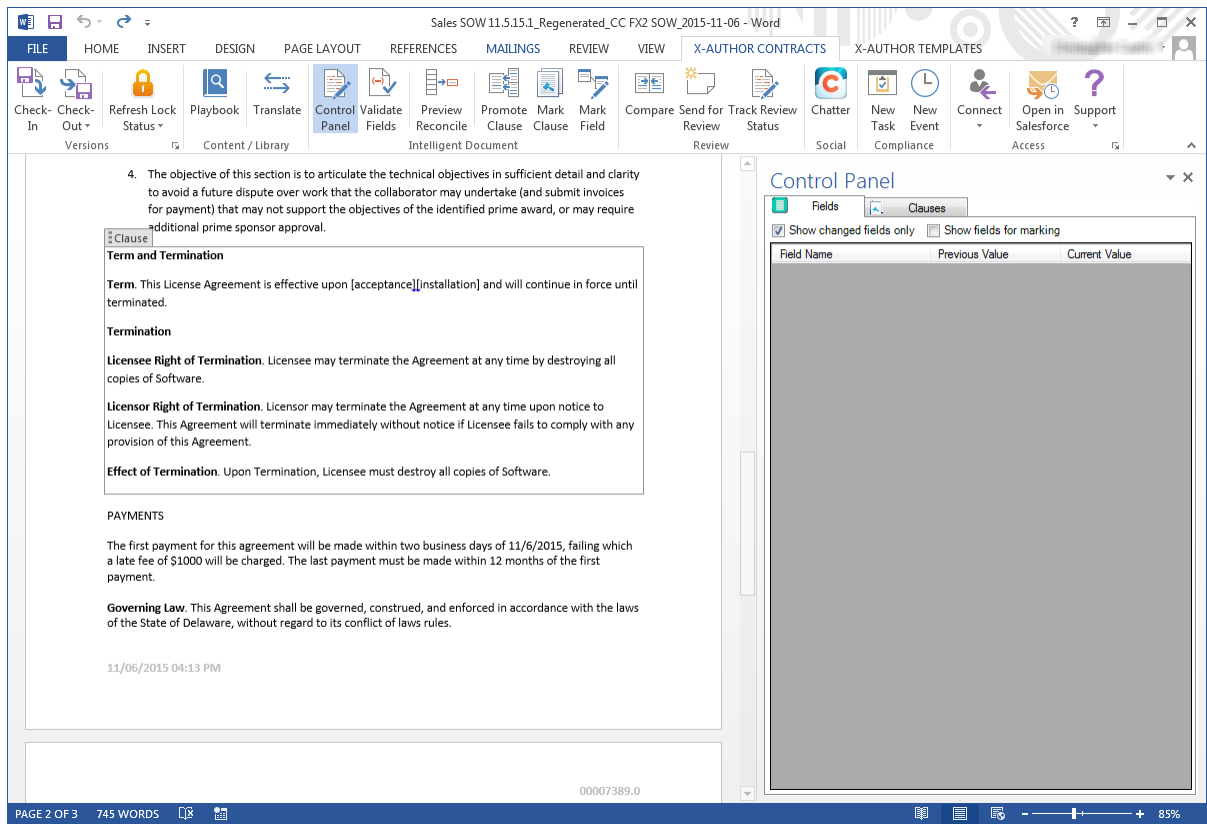 Sales SOW 11.5.15.1_Regenerated_CC FX2 SOW_2015-11-06 - Word
FILE HOME INSERT DESIGN PAGE LAYOUT REFERENCES MAILINGS REVIEW VIEW X-AUTHOR CONTRACTS X-AUTHOR TEMPLATES
Check- Check- Refresh Lock Playbook Translate Control Validate Preview Promote Mark Mark Compare Send for Track Review Chatter New New Connect Open in Support
In Out Status Panel Fields Reconcile Clause Clause Field Review Status Task Event Salesforce
Versions Content / Library Intelligent Document Review Social Compliance Access
4. The objective of this section is to articulate the technical objectives in sufficient detail and clarity
to avoid a future dispute over work that the collaborator may undertake (and submit invoices
for payment) that may not support the objectives of the identified prime award, or may require
additional prime sponsor approval.
Clause
Term and Termination
Term. This License Agreement is effective upon [acceptance][installation] and will continue in force until
terminated.
Termination
Licensee Right of Termination. Licensee may terminate the Agreement at any time by destroying all
copies of Software.
Licensor Right of Termination. Licensor may terminate the Agreement at any time upon notice to
Licensee. This Agreement will terminate immediately without notice if Licensee fails to comply with any
provision of this Agreement.
Effect of Termination. Upon Termination, Licensee must destroy all copies of Software.
PAYMENTS
The first payment for this agreement will be made within two business days of 11/6/2015, failing which
a late fee of $1000 will be charged. The last payment must be made within 12 months of the first
payment.
Governing Law. This Agreement shall be governed, construed, and enforced in accordance with the laws
of the State of Delaware, without regard to its conflict of laws rules.
11/06/2015 04:13 PM
00007389.0
Control Panel
Fields Clauses
Show changed fields only Show fields for marking
Field Name Previous Value Current Value
PAGE 2 OF 3 745 WORDS 85%